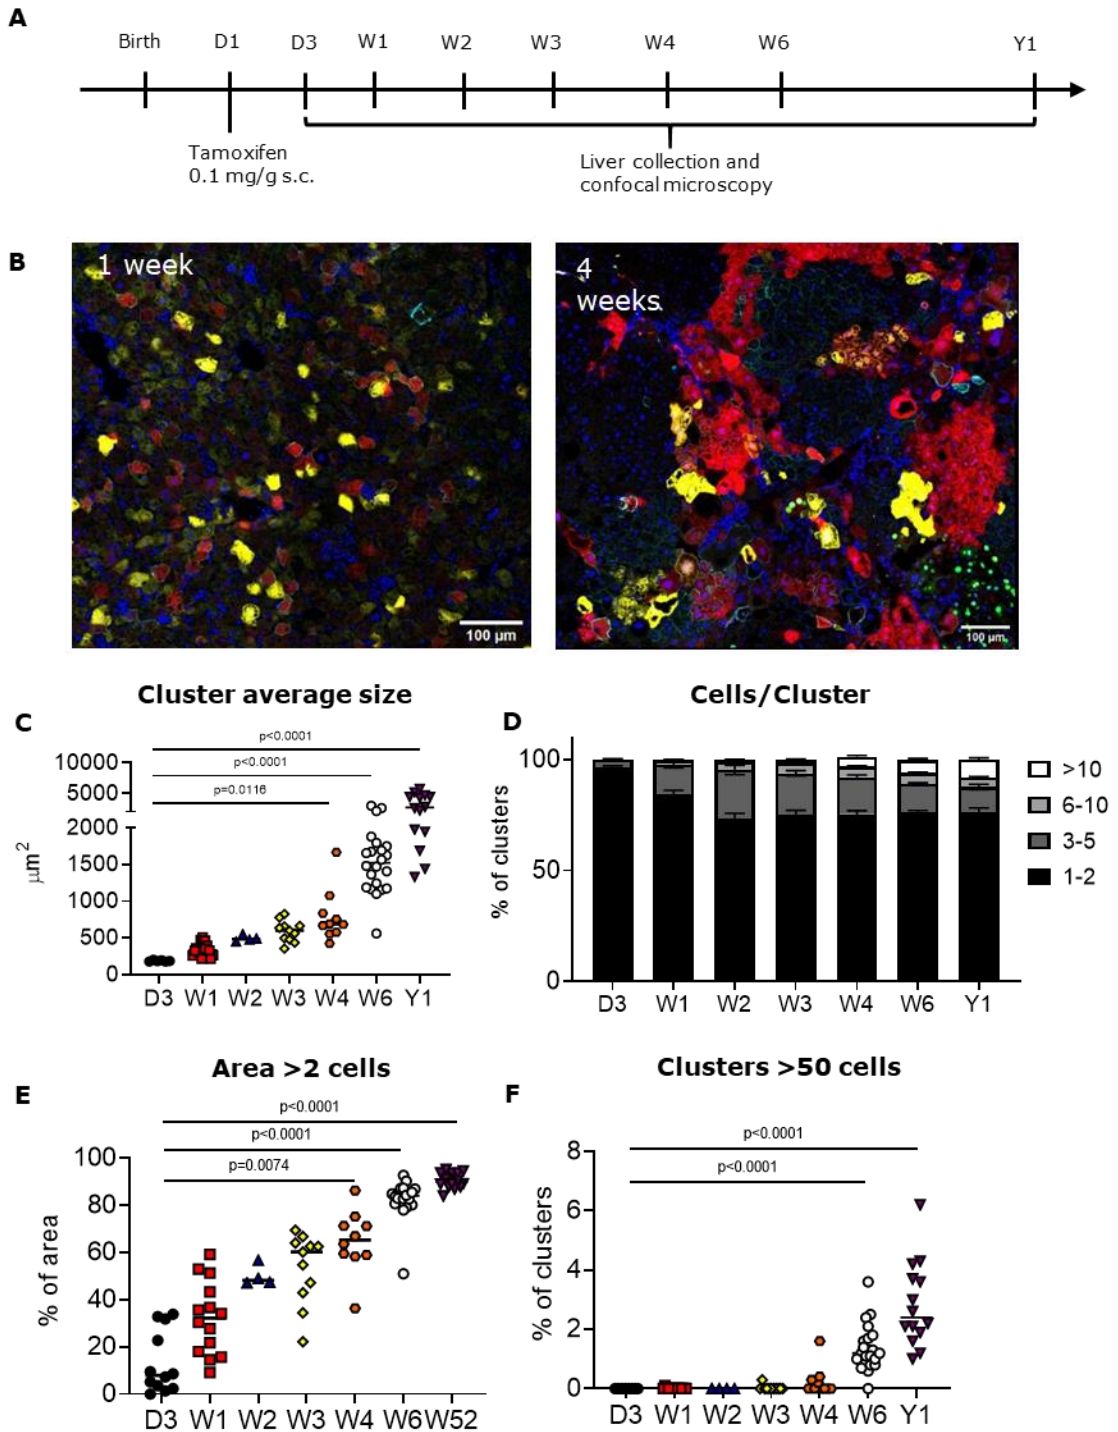 A
Birth D1 D3 W1 W2 W3 W4 W6 Y1
Tamoxifen
0.1 mg/g s.c.
Liver collection and
confocal microscopy
B
1 week
100 µm
4
weeks
100 µm
Cluster average size
C
p<0.0001
p<0.0001
p=0.0116
10000
5000
2000
1500
1000
500
0
µm²
D3 W1 W2 W3 W4 W6 Y1
Cells/Cluster
D
100
50
0
% of clusters
>10
6-10
3-5
1-2
D3 W1 W2 W3 W4 W6 Y1
Area >2 cells
E
p<0.0001
p<0.0001
p=0.0074
100
80
60
40
20
0
% of area
D3 W1 W2 W3 W4 W6 W52
Clusters >50 cells
F
p<0.0001
p<0.0001
8
6
4
2
0
% of clusters
D3 W1 W2 W3 W4 W6 Y1